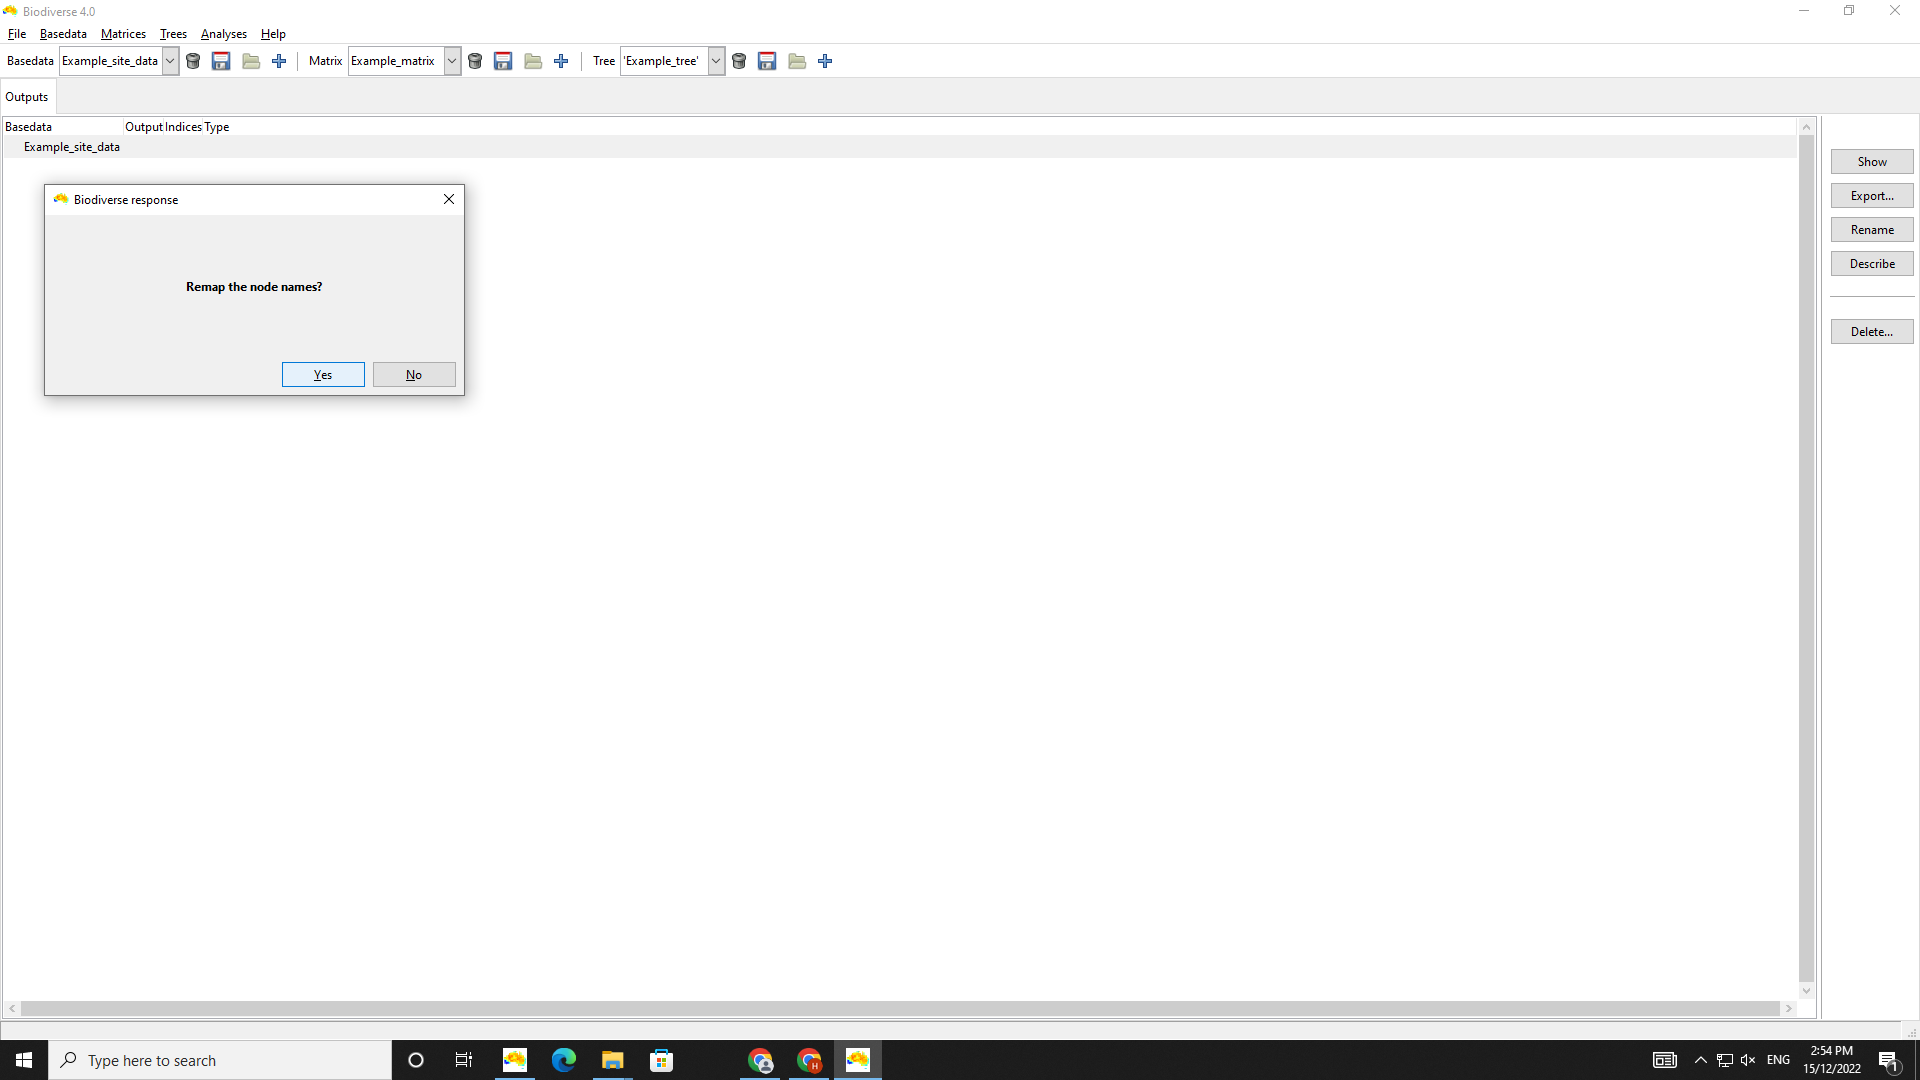 Biodiverse 4.0
File Basedata Matrices Trees Analyses Help
Basedata Example_site_data Matrix Example_matrix Tree 'Example_tree'
Outputs
Basedata Output Indices Type
Example_site_data
Biodiverse response
Remap the node names?
Yes No
Show
Export...
Rename
Describe
Delete...
Type here to search
H
ENG
2:54 PM
15/12/2022
1